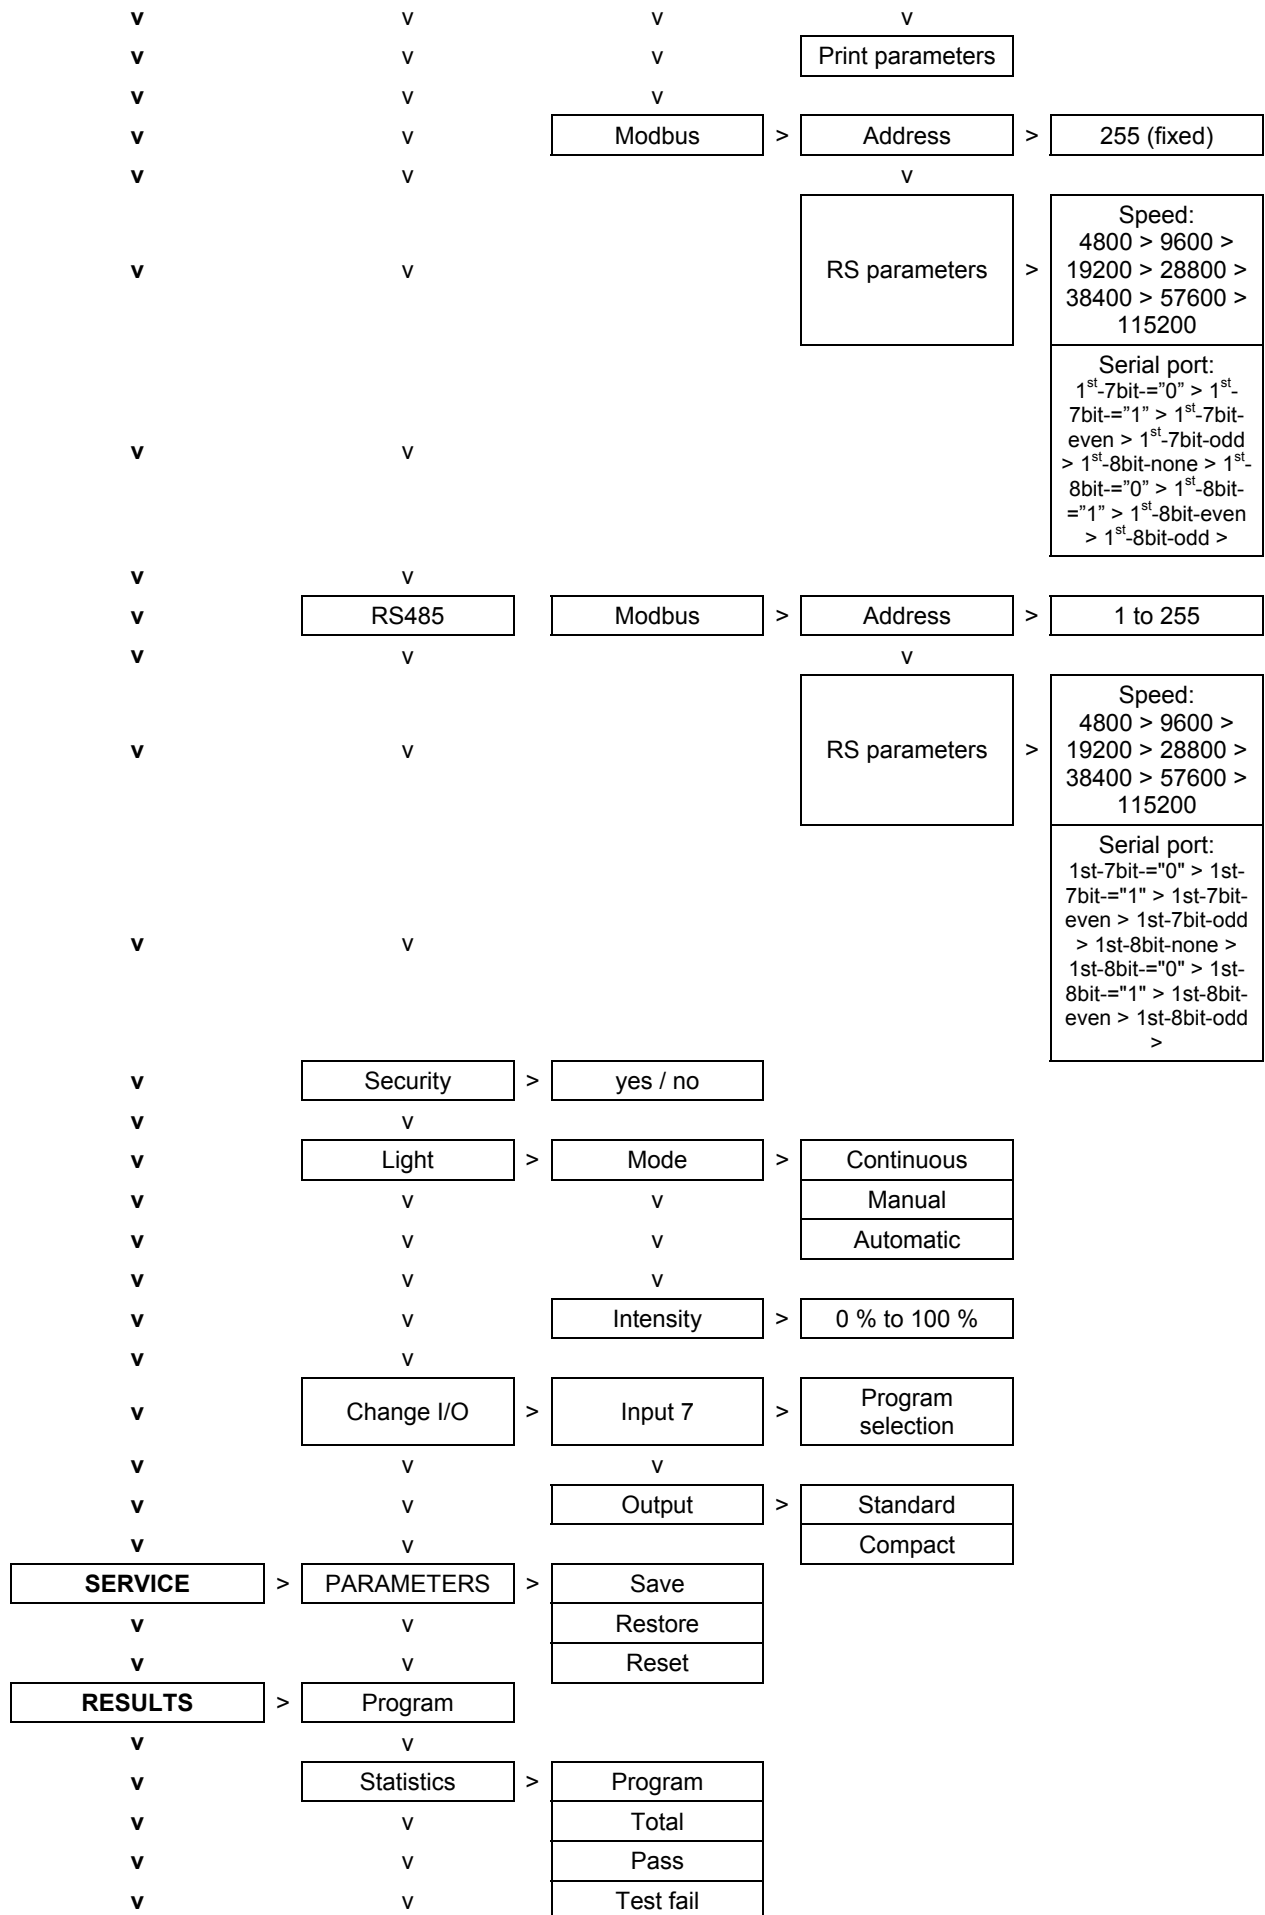 v v v v
v v v Print parameters
v v v
v v Modbus > Address > 255 (fixed)
v v v
v v RS parameters > Speed:
4800 > 9600 >
19200 > 28800 >
38400 > 57600 >
115200
v v Serial port:
1st-7bit-=”0” > 1st-
7bit-=”1” > 1st-7bit-
even > 1st-7bit-odd
> 1st-8bit-none > 1st-
8bit-=”0” > 1st-8bit-
=”1” > 1st-8bit-even
> 1st-8bit-odd >
v v
v RS485 Modbus > Address > 1 to 255
v v v
v v RS parameters > Speed:
4800 > 9600 >
19200 > 28800 >
38400 > 57600 >
115200
v v Serial port:
1st-7bit-="0" > 1st-
7bit-="1" > 1st-7bit-
even > 1st-7bit-odd
> 1st-8bit-none >
1st-8bit-="0" > 1st-
8bit-="1" > 1st-8bit-
even > 1st-8bit-odd
>
v Security > yes / no
v v
v Light > Mode > Continuous
v v v Manual
v v v Automatic
v v v
v v Intensity > 0 % to 100 %
v v
v Change I/O > Input 7 > Program
selection
v v v
v v Output > Standard
v v Compact
SERVICE > PARAMETERS > Save
v v Restore
v v Reset
RESULTS > Program
v v
v Statistics > Program
v v Total
v v Pass
v v Test fail